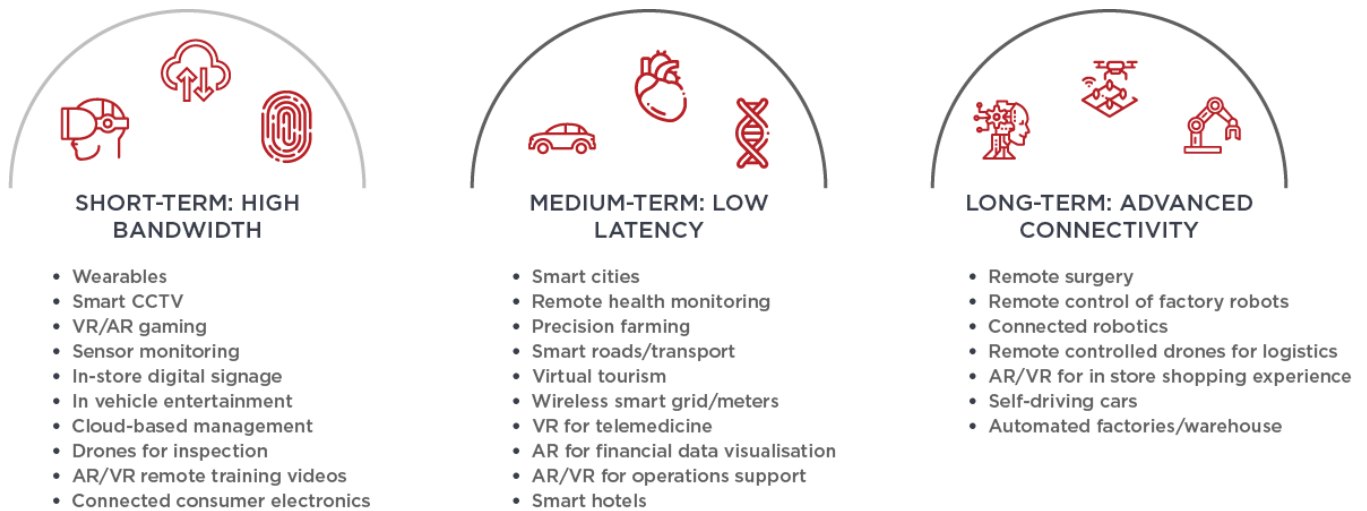 SHORT-TERM: HIGH
BANDWIDTH
• Wearables
• Smart CCTV
• VR/AR gaming
• Sensor monitoring
• In-store digital signage
• In vehicle entertainment
• Cloud-based management
• Drones for inspection
• AR/VR remote training videos
• Connected consumer electronics
MEDIUM-TERM: LOW
LATENCY
• Smart cities
• Remote health monitoring
• Precision farming
• Smart roads/transport
• Virtual tourism
• Wireless smart grid/meters
• VR for telemedicine
• AR for financial data visualisation
• AR/VR for operations support
• Smart hotels
LONG-TERM: ADVANCED
CONNECTIVITY
• Remote surgery
• Remote control of factory robots
• Connected robotics
• Remote controlled drones for logistics
• AR/VR for in store shopping experience
• Self-driving cars
• Automated factories/warehouse